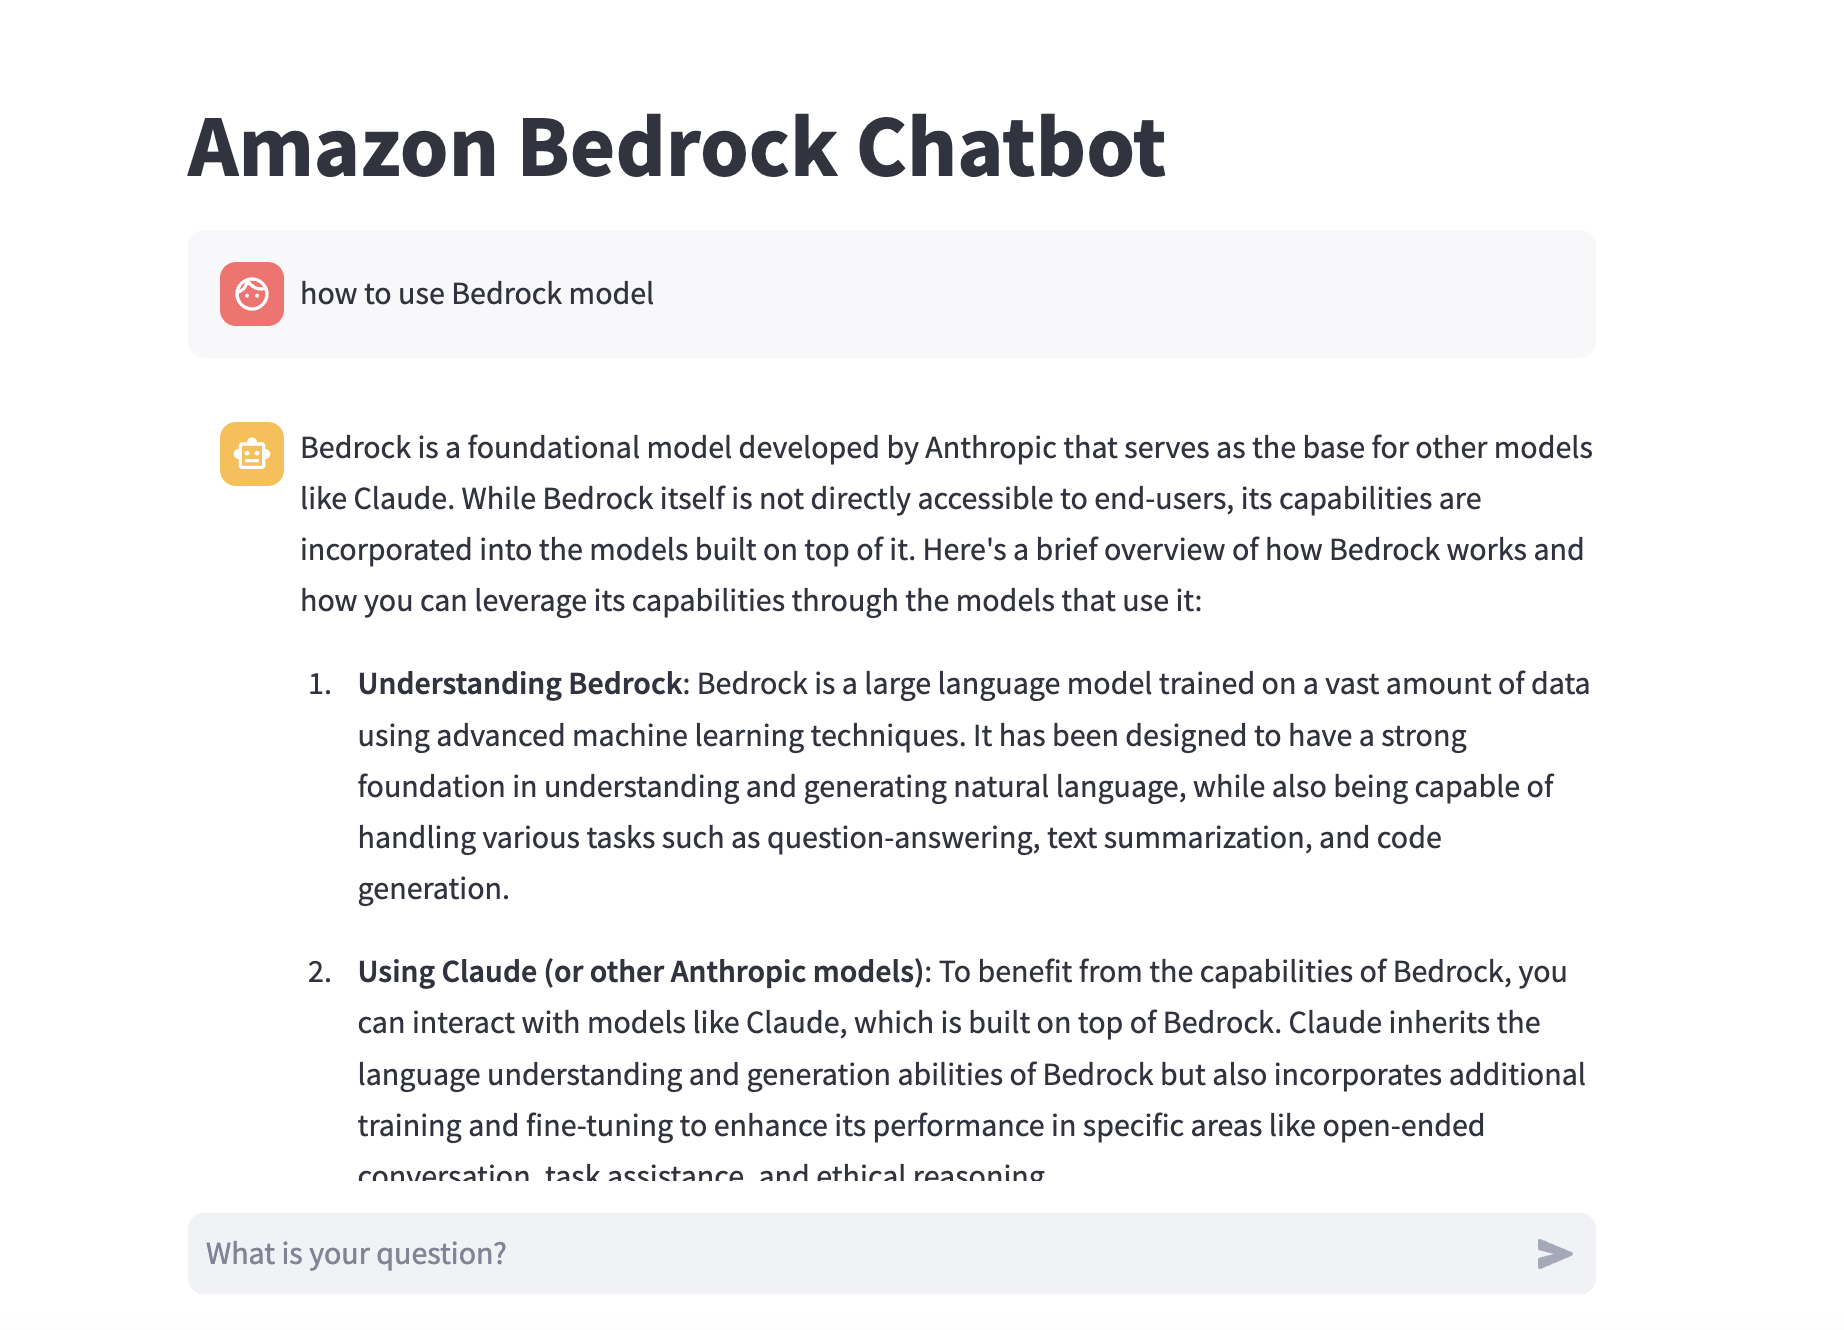 Amazon Bedrock Chatbot
how to use Bedrock model
Bedrock is a foundational model developed by Anthropic that serves as the base for other models
like Claude. While Bedrock itself is not directly accessible to end-users, its capabilities are
incorporated into the models built on top of it. Here's a brief overview of how Bedrock works and
how you can leverage its capabilities through the models that use it:
1. Understanding Bedrock: Bedrock is a large language model trained on a vast amount of data
using advanced machine learning techniques. It has been designed to have a strong
foundation in understanding and generating natural language, while also being capable of
handling various tasks such as question-answering, text summarization, and code
generation.
2. Using Claude (or other Anthropic models): To benefit from the capabilities of Bedrock, you
can interact with models like Claude, which is built on top of Bedrock. Claude inherits the
language understanding and generation abilities of Bedrock but also incorporates additional
training and fine-tuning to enhance its performance in specific areas like open-ended
conversation, task assistance, and ethical reasoning.
What is your question?